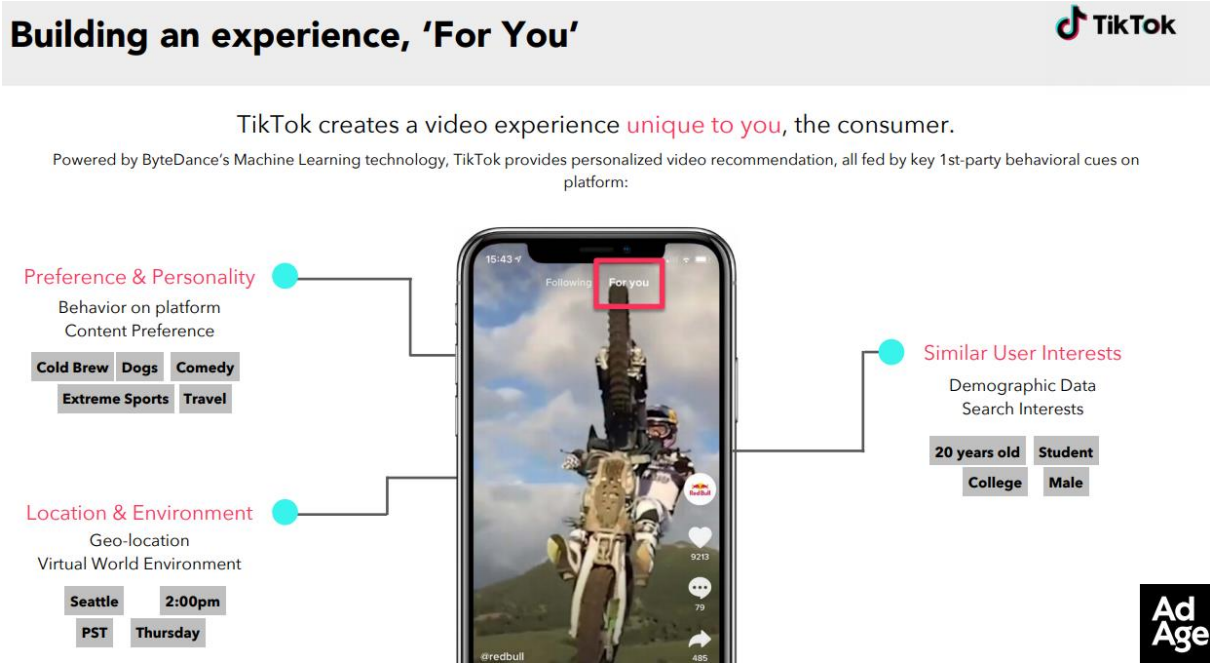 Building an experience, ‘For You’
TikTok
TikTok creates a video experience unique to you, the consumer.
Powered by ByteDance’s Machine Learning technology, TikTok provides personalized video recommendation, all fed by key 1st-party behavioral cues on
platform:
Preference & Personality
Behavior on platform
Content Preference
Cold Brew Dogs Comedy
Extreme Sports Travel
Location & Environment
Geo-location
Virtual World Environment
Seattle 2:00pm
PST Thursday
15:43
Following For you
RedBull
9213
79
485
@redbull
Similar User Interests
Demographic Data
Search Interests
20 years old Student
College Male
Ad
Age